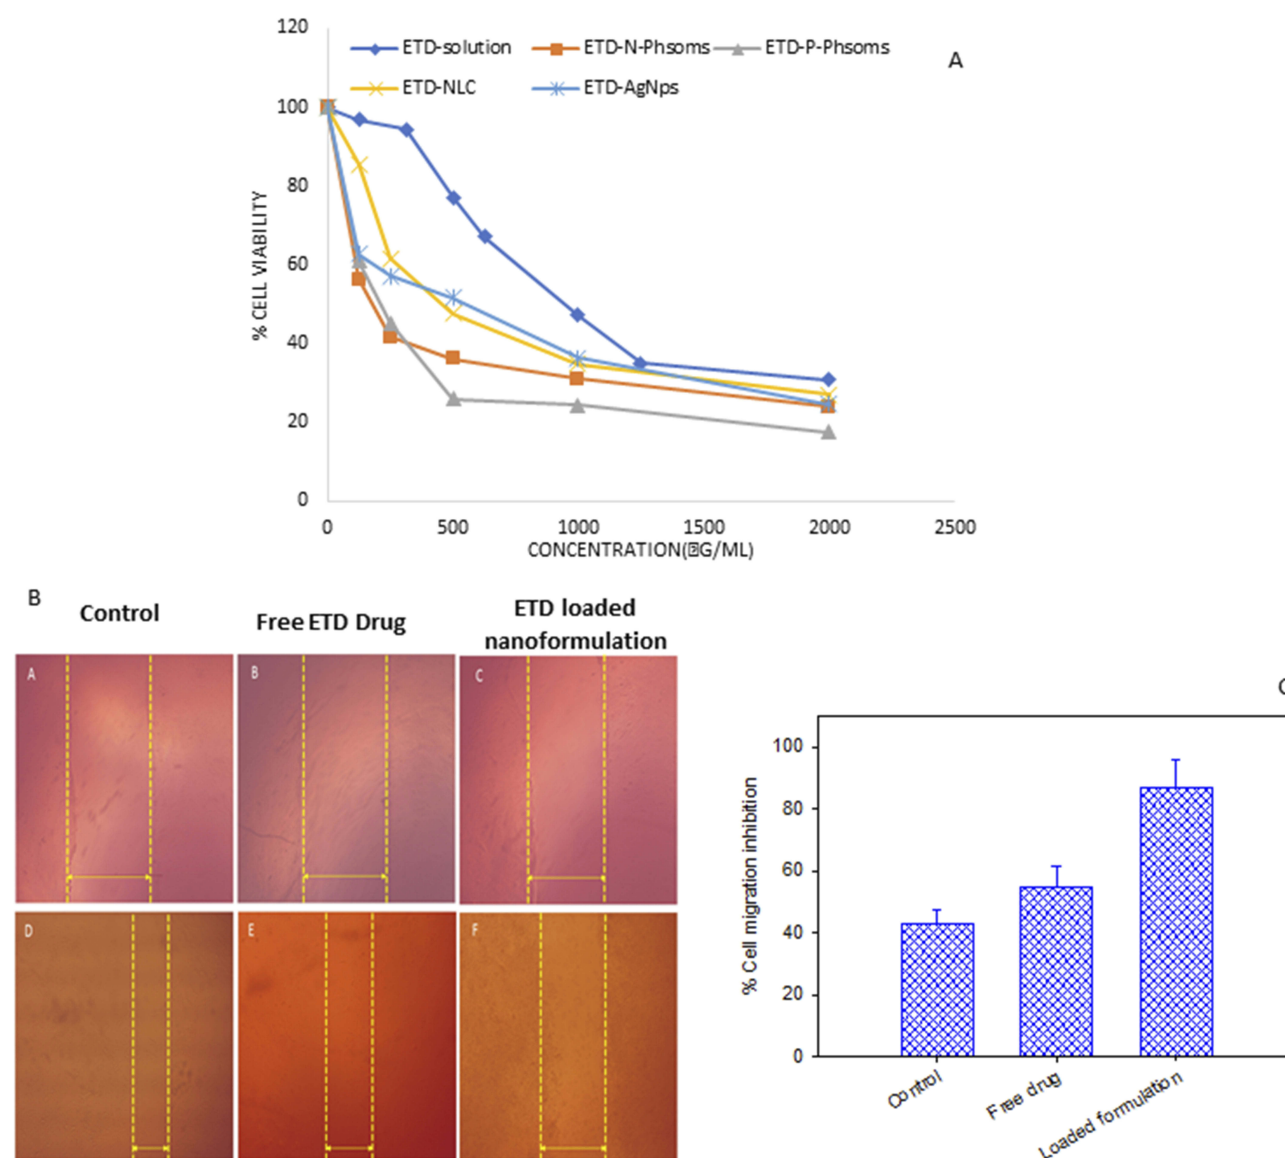 120
ETD-solution ETD-N-Phsoms ETD-P-Phsoms
A
ETD-NLC ETD-AgNps
100
80
60
40
20
0
% CELL VIABILITY
0 500 1000 1500 2000 2500
CONCENTRATION(G/ML)
B
Control
Free ETD Drug
ETD loaded
nanoformulation
A B C
D E F
100
80
60
40
20
0
% Cell migration inhibition
Control Free drug Loaded formulation